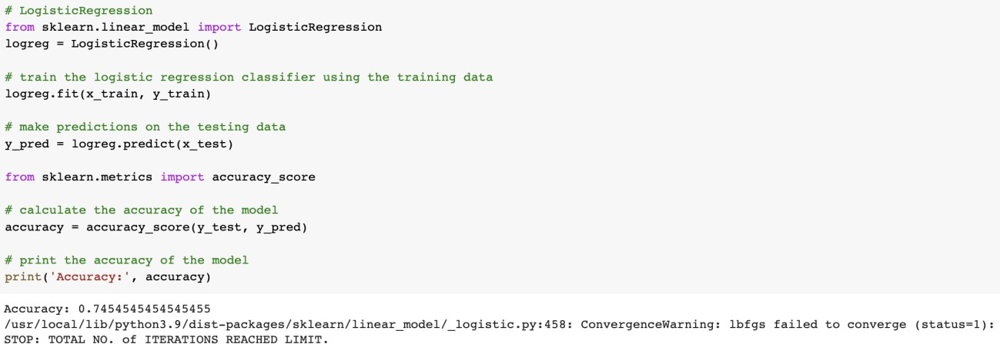 # LogisticRegression
from sklearn.linear_model import LogisticRegression
logreg = LogisticRegression()
# train the logistic regression classifier using the training data
logreg.fit(x_train, y_train)
# make predictions on the testing data
y_pred = logreg.predict(x_test)
from sklearn.metrics import accuracy_score
# calculate the accuracy of the model
accuracy = accuracy_score(y_test, y_pred)
# print the accuracy of the model
print('Accuracy:', accuracy)
Accuracy: 0.7454545454545455
/usr/local/lib/python3.9/dist-packages/sklearn/linear_model/_logistic.py:458: ConvergenceWarning: lbfgs failed to converge (status=1):
STOP: TOTAL NO. of ITERATIONS REACHED LIMIT.